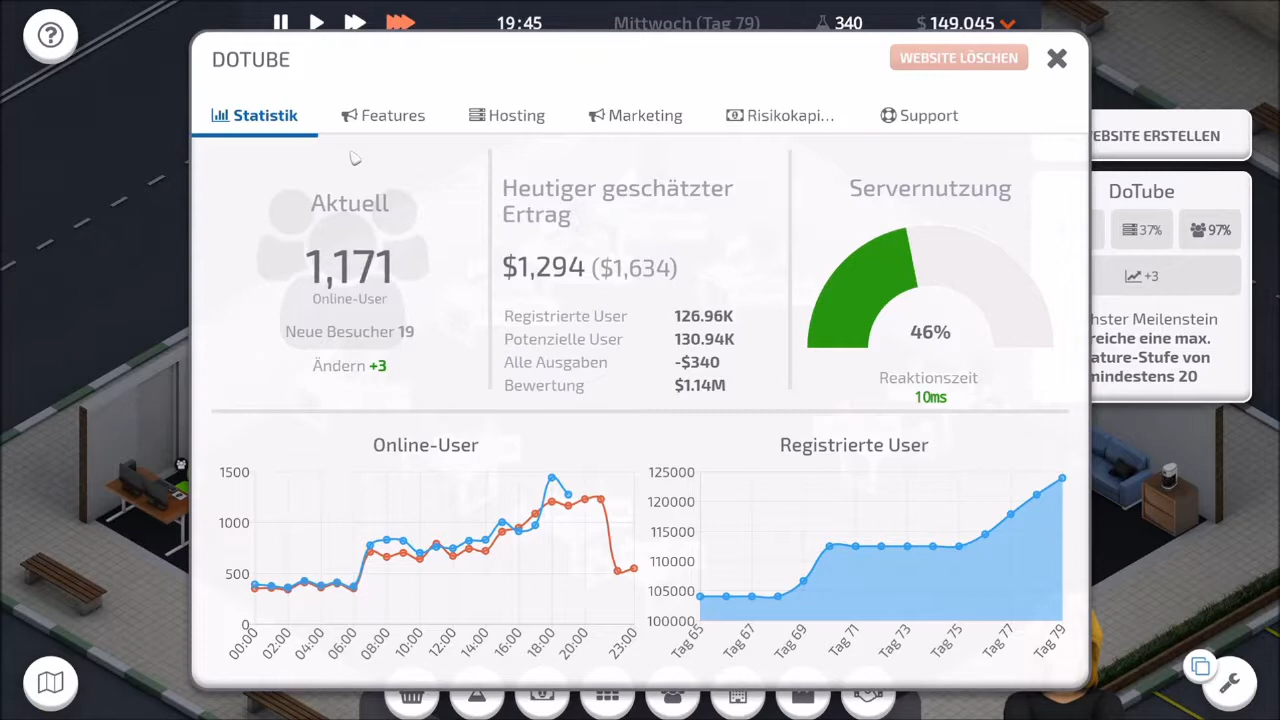 19:45
Mittwoch (Tag 79)
340
$ 149.045
DOTUBE
WEBSITE LÖSCHEN
Statistik
Features
Hosting
Marketing
Risikokapi...
Support
Aktuell
1,171
Online-User
Neue Besucher 19
Ändern +3
Heutiger geschätzter
Ertrag
$1,294 ($1,634)
Registrierte User 126.96K
Potenzielle User 130.94K
Alle Ausgaben -$340
Bewertung $1.14M
Servernutzung
46%
Reaktionszeit
10ms
Online-User
1500
1000
500
0
00:00
02:00
04:00
06:00
08:00
10:00
12:00
14:00
16:00
18:00
20:00
23:00
Registrierte User
125000
120000
115000
110000
105000
100000
Tag 65
Tag 67
Tag 69
Tag 71
Tag 73
Tag 75
Tag 77
Tag 79
EBSITE ERSTELLEN
DoTube
37%
97%
+3
hster Meilenstein
reiche eine max.
ature-Stufe von
mindestens 20